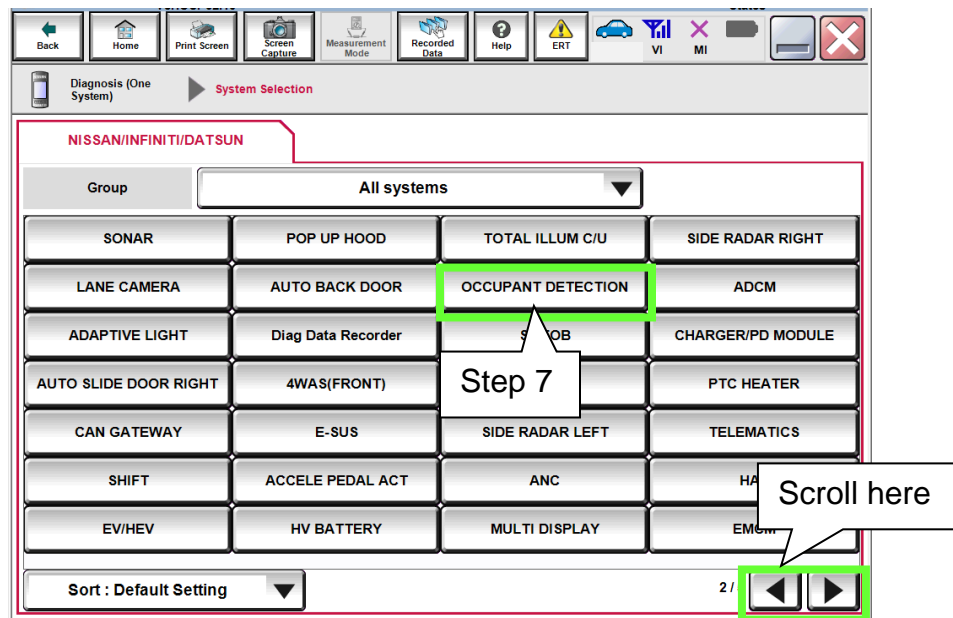 Back
Home
Print Screen
Screen
Capture
Measurement
Mode
Recorded
Data
Help
ERT
VI
MI
Diagnosis (One
System)
System Selection
NISSAN/INFINITI/DATSUN
Group
All systems
SONAR
POP UP HOOD
TOTAL ILLUM C/U
SIDE RADAR RIGHT
LANE CAMERA
AUTO BACK DOOR
OCCUPANT DETECTION
ADCM
ADAPTIVE LIGHT
Diag Data Recorder
CHARGER/PD MODULE
Step 7
AUTO SLIDE DOOR RIGHT
4WAS(FRONT)
PTC HEATER
CAN GATEWAY
E-SUS
SIDE RADAR LEFT
TELEMATICS
SHIFT
ACCELE PEDAL ACT
ANC
Scroll here
EV/HEV
HV BATTERY
MULTI DISPLAY
Sort : Default Setting
2/